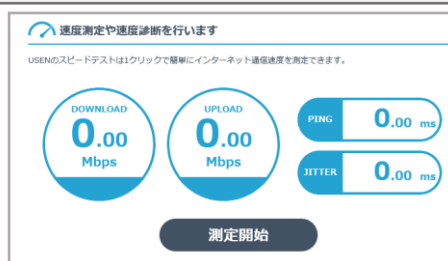 速度測定や速度診断を行います
USENのスピードテストは1クリックで簡単にインターネット通信速度を測定できます。
DOWNLOAD
0.00
Mbps
UPLOAD
0.00
Mbps
PING
0.00 ms
JITTER
0.00 ms
測定開始